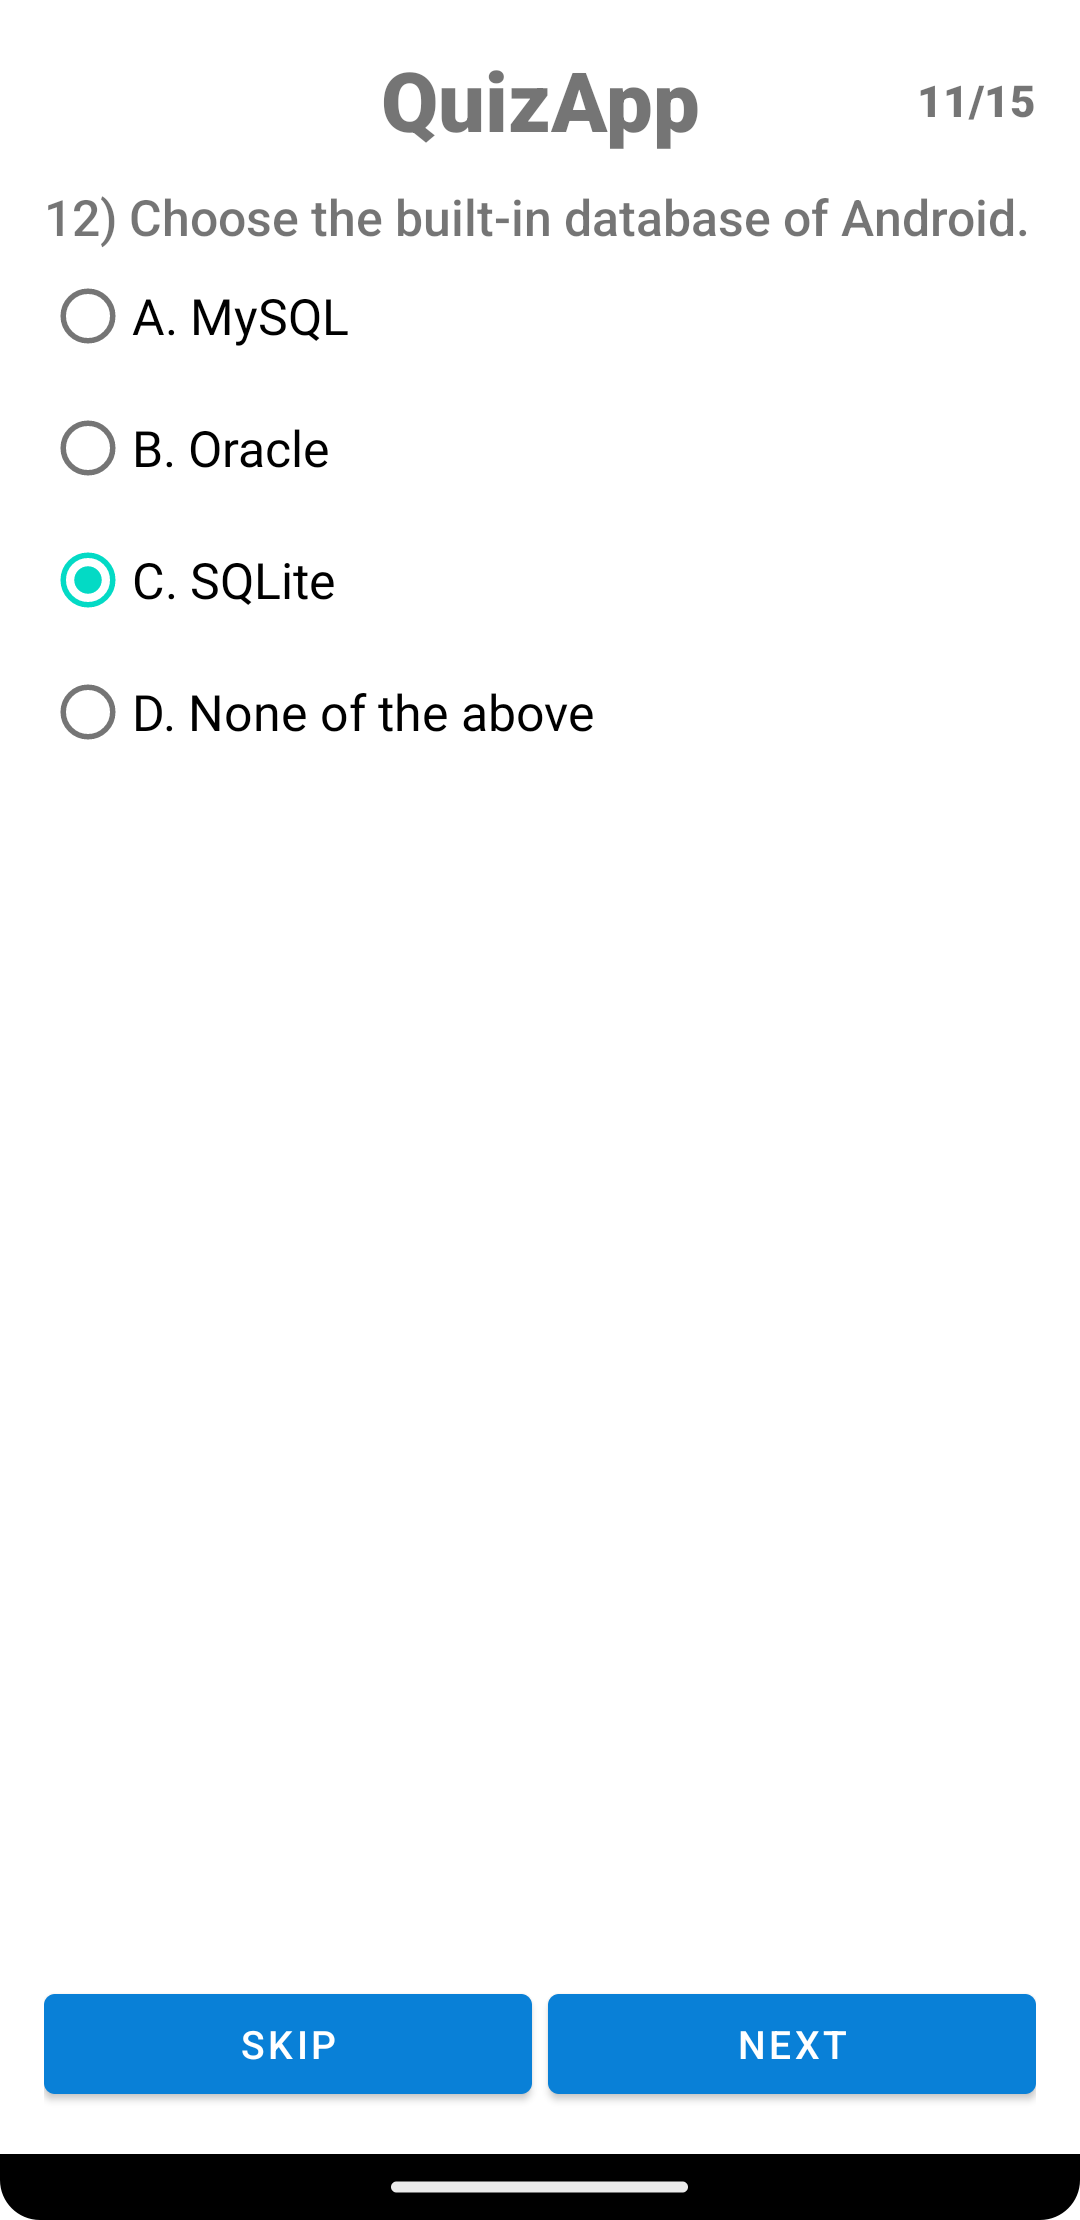 QuizApp
11/15
12) Choose the built-in database of Android.
A. MySQL
B. Oracle
C. SQLite
D. None of the above
SKIP
NEXT